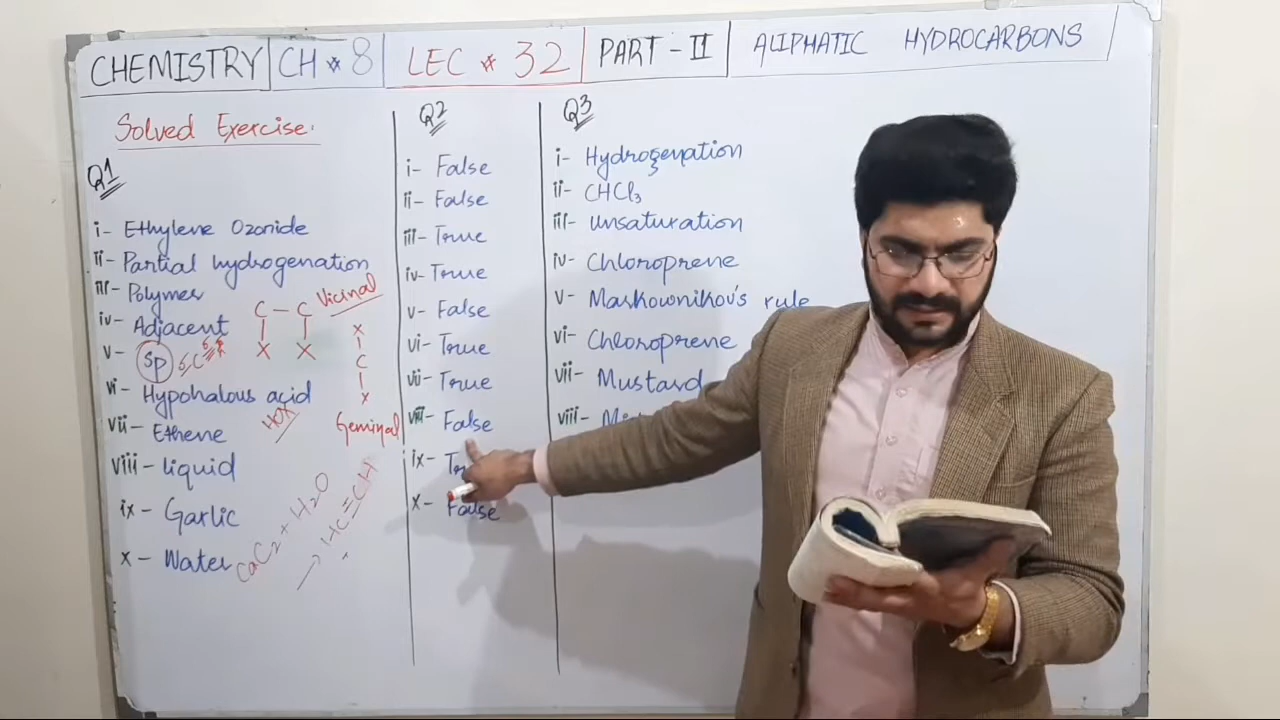 CHEMISTRY CH * 8 LEC * 32 PART - II ALIPHATIC HYDROCARBONS
Solved Exercise.
Q1
i- Ethylene Ozonide
ii- Partial hydrogenation
iii- Polymer
iv- Adjacent
v- sp
vi- Hypohalous acid
vii- Ethene
viii- liquid
ix- Garlic
x- Water
C - C
X X
Vicinal
X
C
X
Geminal
HOX
CaC2 + H2O
→ HC≡CH
Q2
i- False
ii- False
iii- True
iv- True
v- False
vi- True
vii- True
viii- False
ix-
x- False
Q3
i- Hydrogenation
ii- CHCl3
iii- Unsaturation
iv- Chloroprene
v- Markownikov's rule
vi- Chloroprene
vii- Mustard
viii-